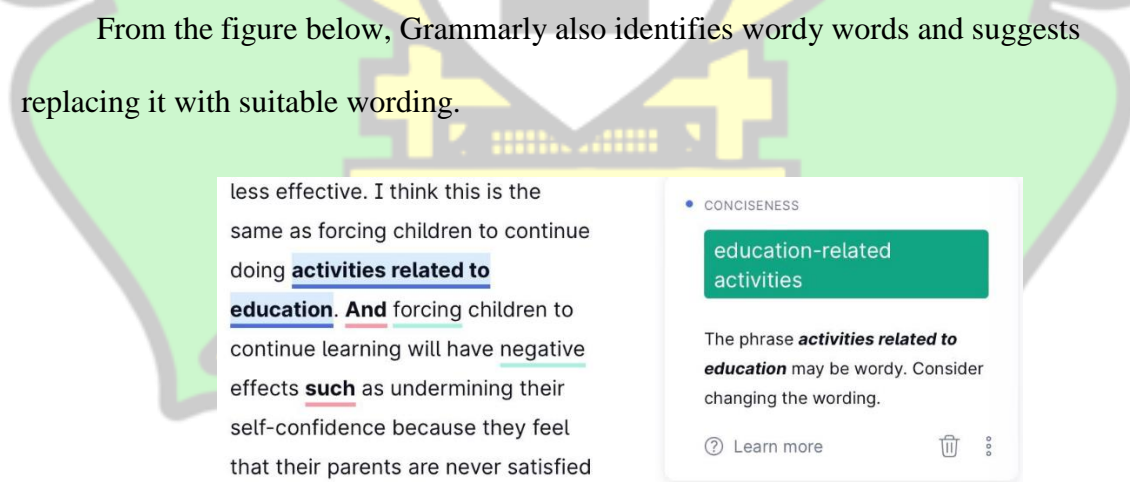 From the figure below, Grammarly also identifies wordy words and suggests
replacing it with suitable wording.
less effective. I think this is the
same as forcing children to continue
doing activities related to
education. And forcing children to
continue learning will have negative
effects such as undermining their
self-confidence because they feel
that their parents are never satisfied
CONCISENESS
education-related
activities
The phrase activities related to
education may be wordy. Consider
changing the wording.
Learn more